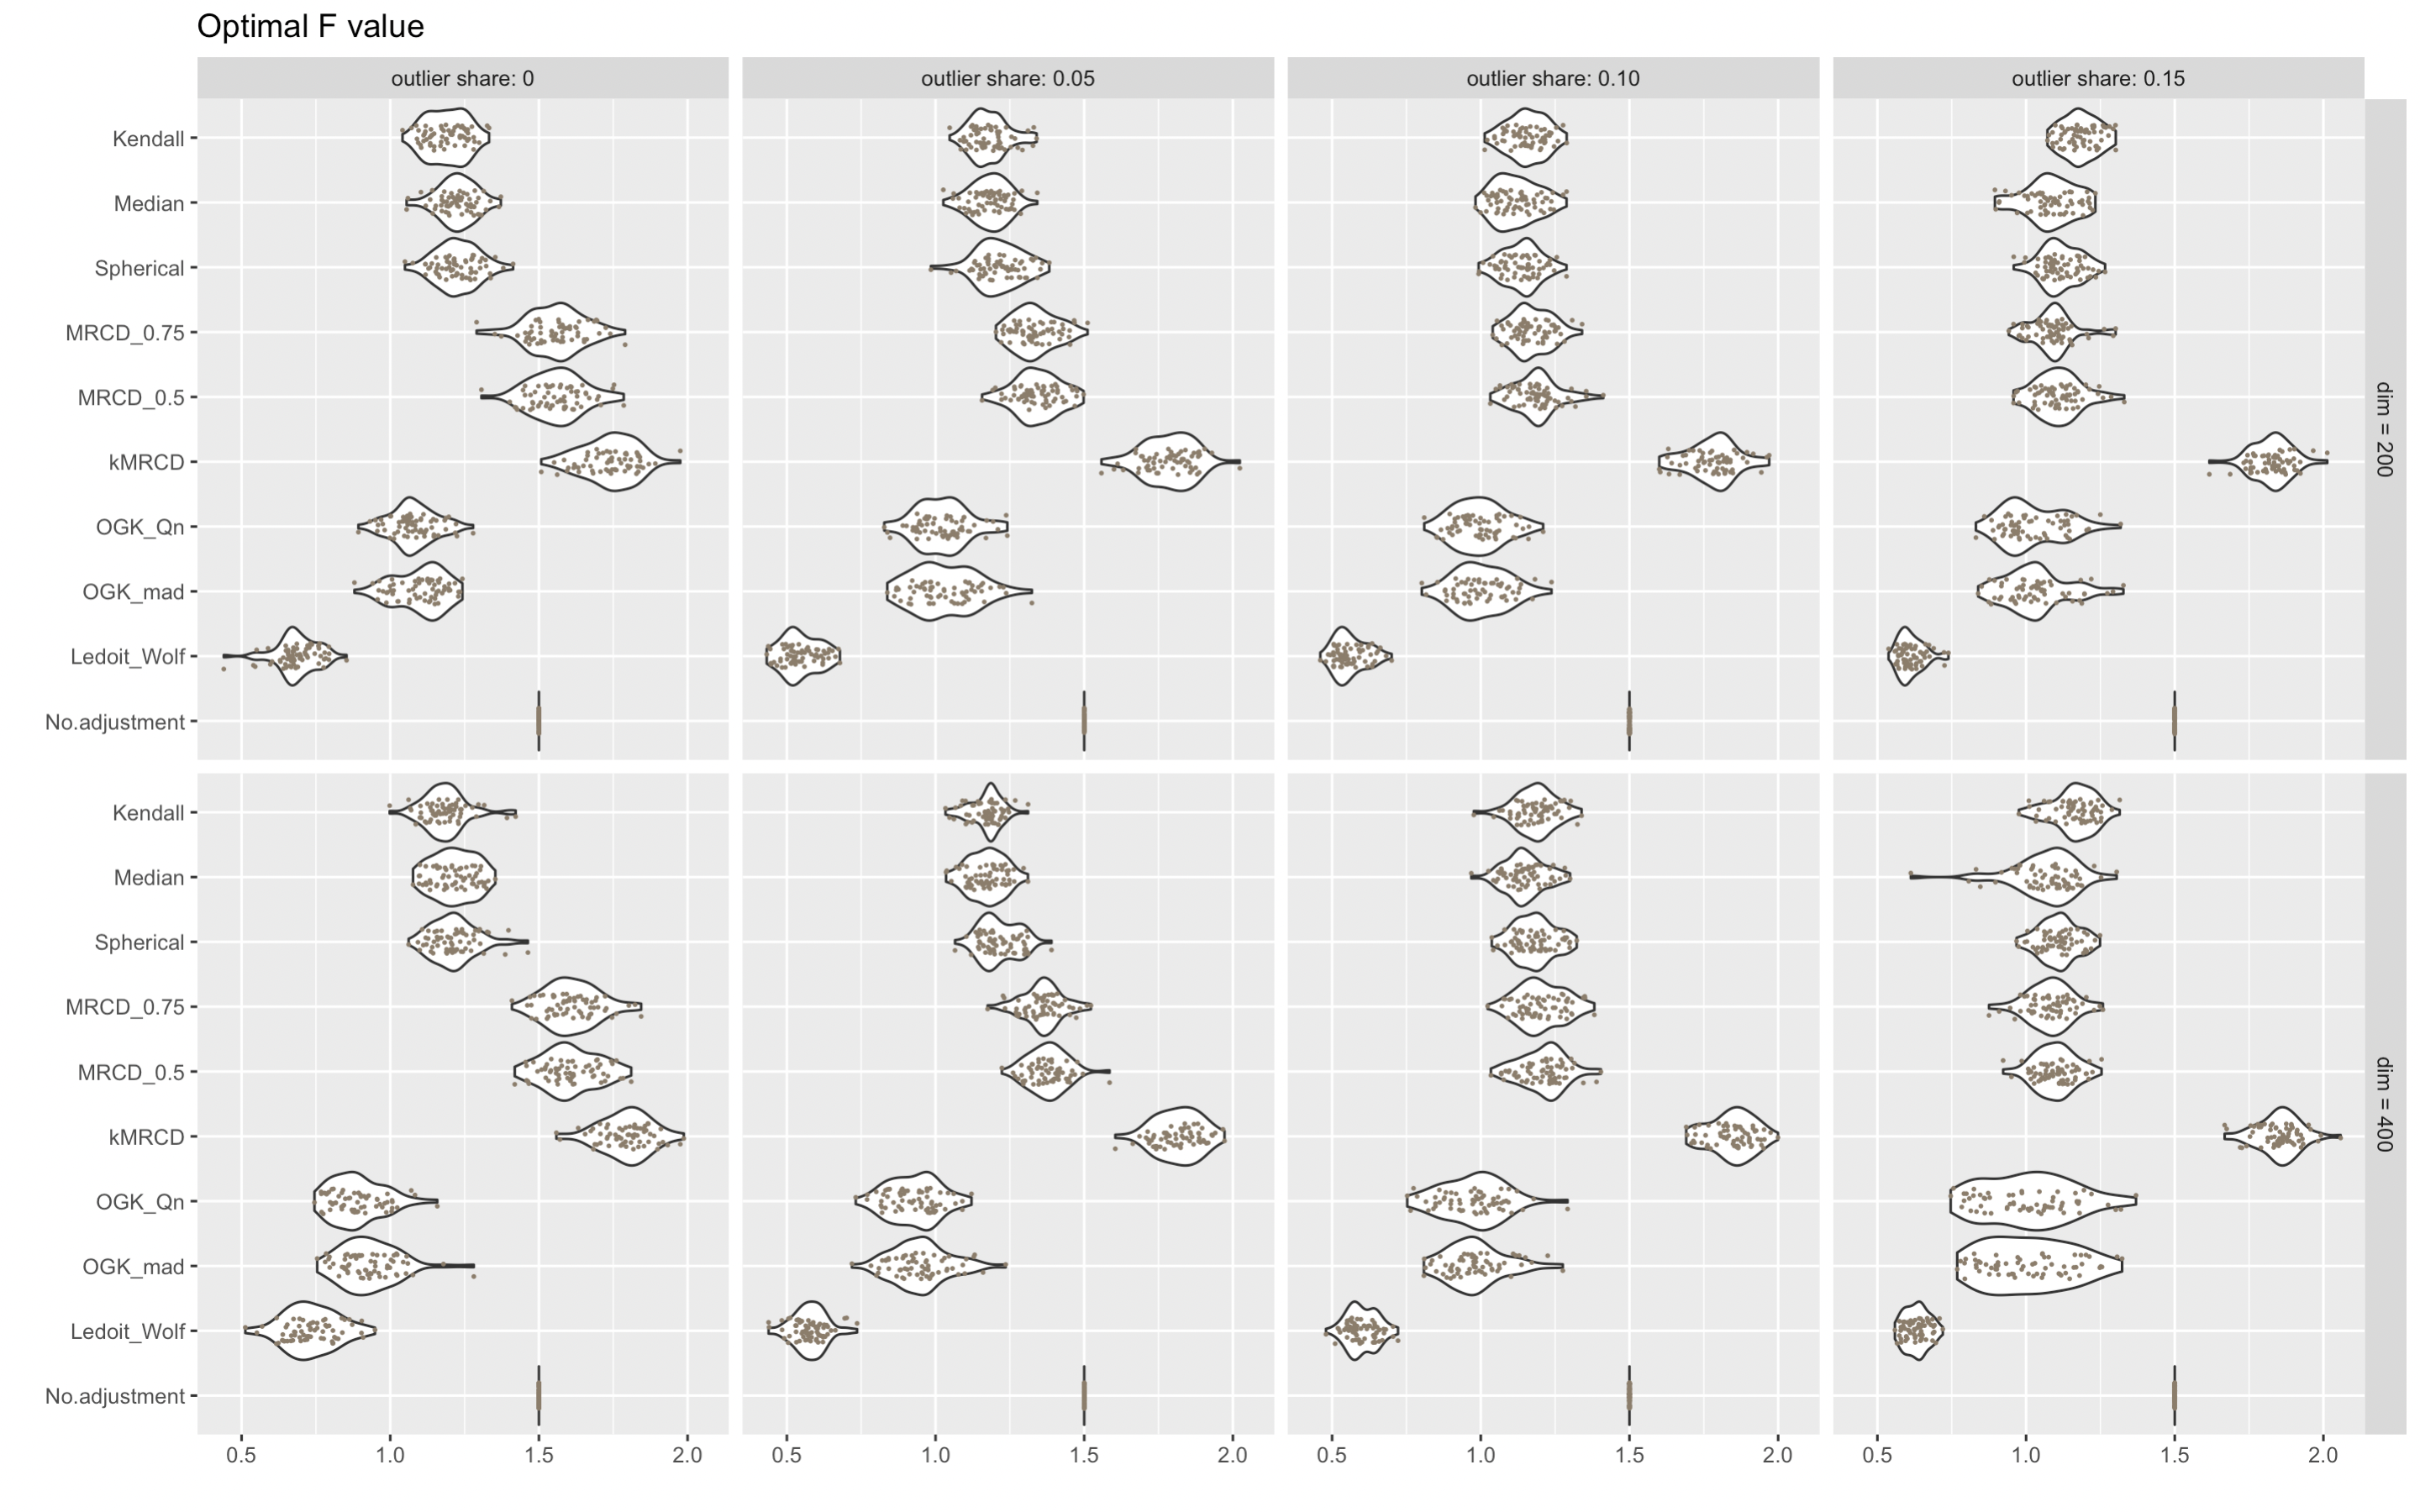 Optimal F value
outlier share: 0
outlier share: 0.05
outlier share: 0.10
outlier share: 0.15
Kendall
Median
Spherical
MRCD_0.75
MRCD_0.5
kMRCD
OGK_Qn
OGK_mad
Ledoit_Wolf
No.adjustment
dim = 200
Kendall
Median
Spherical
MRCD_0.75
MRCD_0.5
kMRCD
OGK_Qn
OGK_mad
Ledoit_Wolf
No.adjustment
dim = 400
0.5 1.0 1.5 2.0
0.5 1.0 1.5 2.0
0.5 1.0 1.5 2.0
0.5 1.0 1.5 2.0